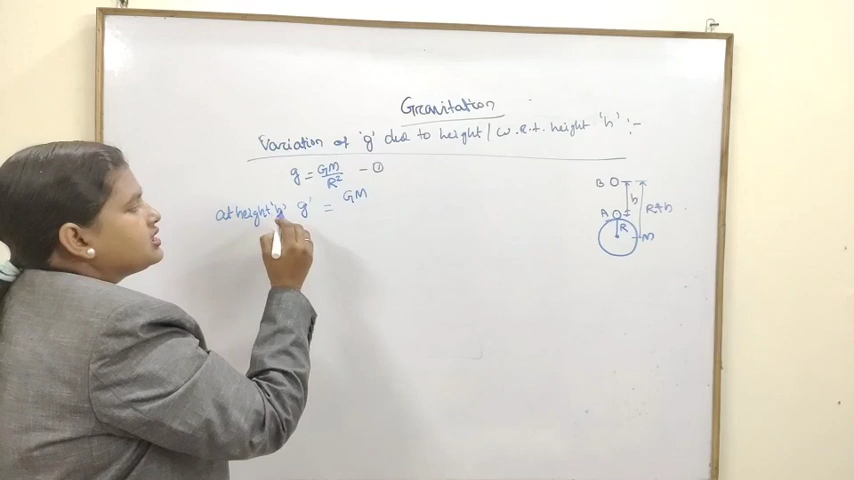 Gravitation
Variation of 'g' due to height / w.r.t. height 'h' :-
g = GM/R² - ①
at height 'h' g' = GM
B
h
R+h
A
R
M